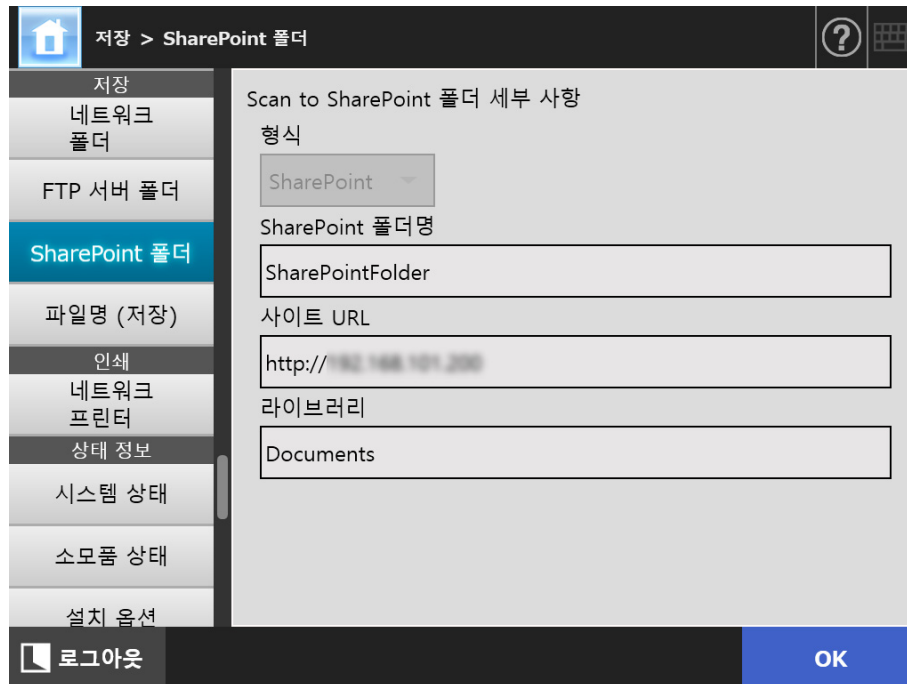 저장 > SharePoint 폴더
?
저장
네트워크
폴더
FTP 서버 폴더
SharePoint 폴더
파일명 (저장)
인쇄
네트워크
프린터
상태 정보
시스템 상태
소모품 상태
설치 옵션
Scan to SharePoint 폴더 세부 사항
형식
SharePoint
SharePoint 폴더명
SharePointFolder
사이트 URL
http://
라이브러리
Documents
로그아웃
OK